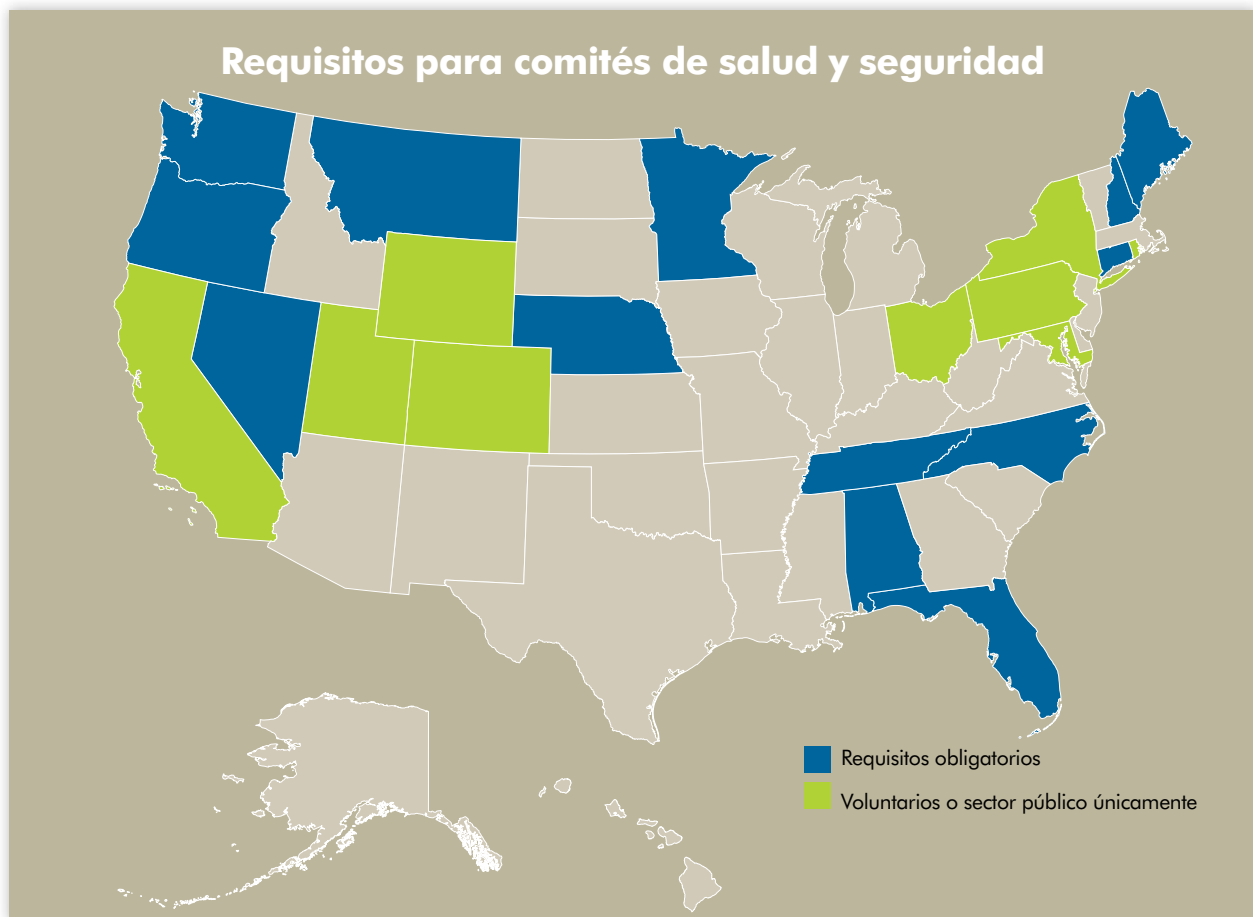 Requisitos para comités de salud y seguridad
Requisitos obligatorios
Voluntarios o sector público únicamente